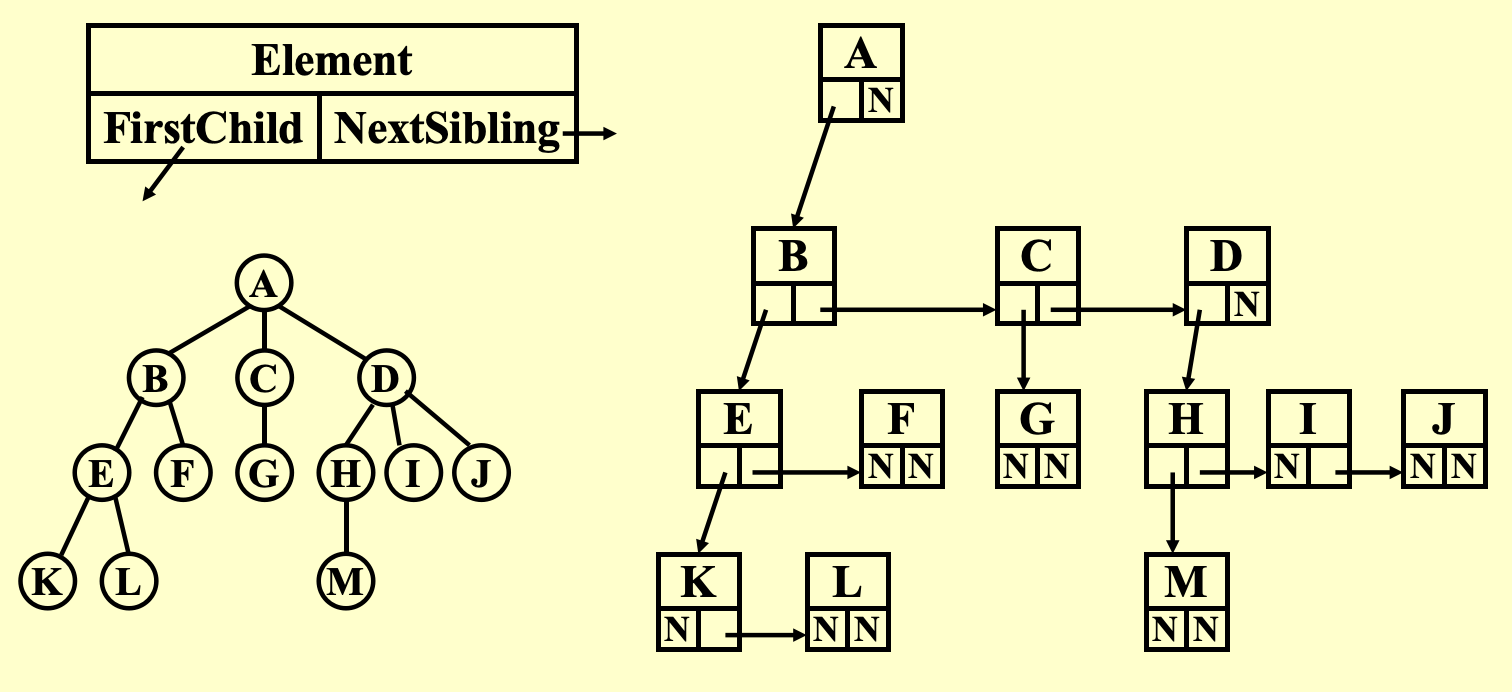 Element
FirstChild NextSibling
A
B C D
E F G H I J
K L M
A
N
B C D
N
E F G H I J
N N N N N N N
K L M
N N N N N